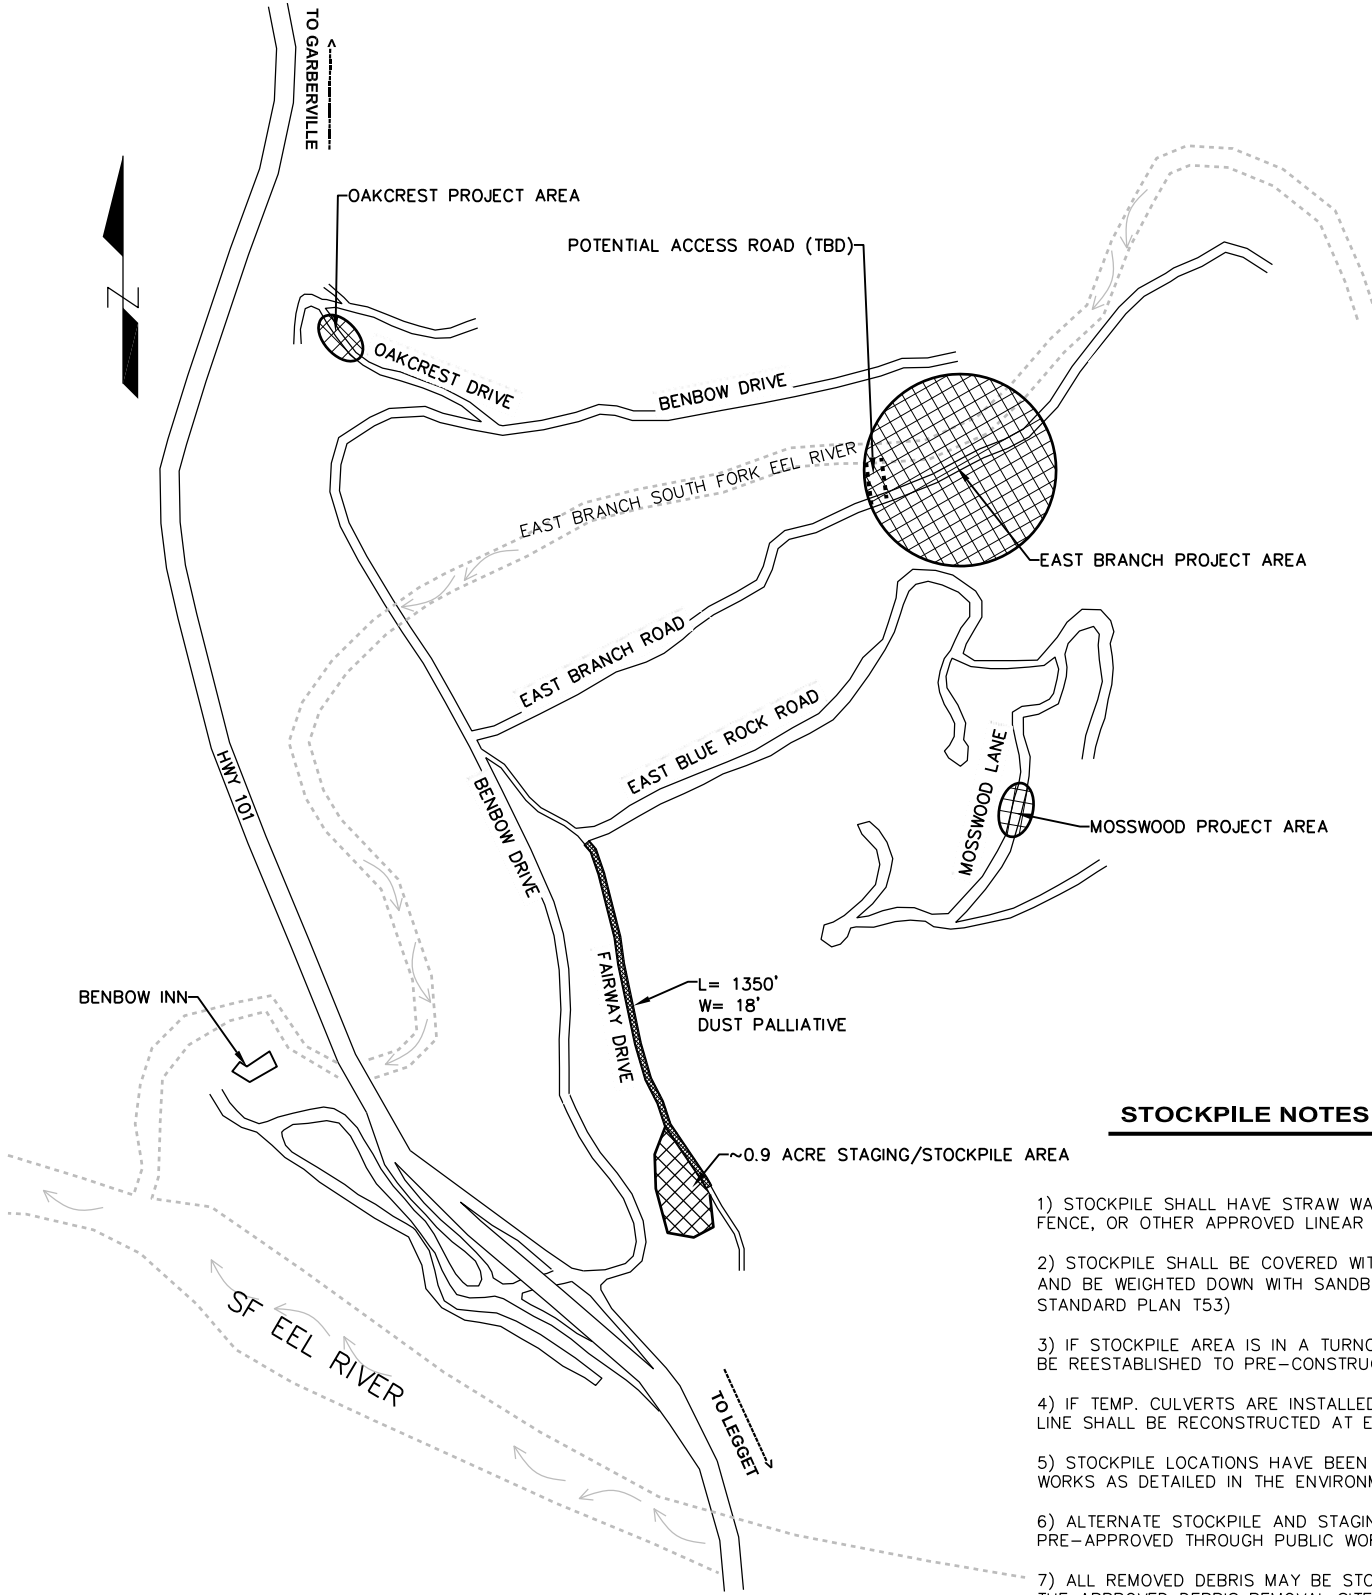 TO GARBERVILLE
OAKCREST PROJECT AREA
POTENTIAL ACCESS ROAD (TBD)
N
OAKCREST DRIVE
BENBOW DRIVE
EAST BRANCH SOUTH FORK EEL RIVER
EAST BRANCH PROJECT AREA
EAST BRANCH ROAD
EAST BLUE ROCK ROAD
HWY 101
BENBOW DRIVE
MOSSWOOD LANE
MOSSWOOD PROJECT AREA
FAIRWAY DRIVE
L= 1350'
W= 18'
DUST PALLIATIVE
BENBOW INN
~0.9 ACRE STAGING/STOCKPILE AREA
SF EEL RIVER
TO LEGGET
STOCKPILE NOTES
1) STOCKPILE SHALL HAVE STRAW WA
FENCE, OR OTHER APPROVED LINEAR
2) STOCKPILE SHALL BE COVERED WIT
AND BE WEIGHTED DOWN WITH SANDB
STANDARD PLAN T53)
3) IF STOCKPILE AREA IS IN A TURNO
BE REESTABLISHED TO PRE-CONSTRUC
4) IF TEMP. CULVERTS ARE INSTALLED
LINE SHALL BE RECONSTRUCTED AT E
5) STOCKPILE LOCATIONS HAVE BEEN
WORKS AS DETAILED IN THE ENVIRONM
6) ALTERNATE STOCKPILE AND STAGIN
PRE-APPROVED THROUGH PUBLIC WOR
7) ALL REMOVED DEBRIS MAY BE STO
THE APPROVED DEBRIS REMOVAL SITE